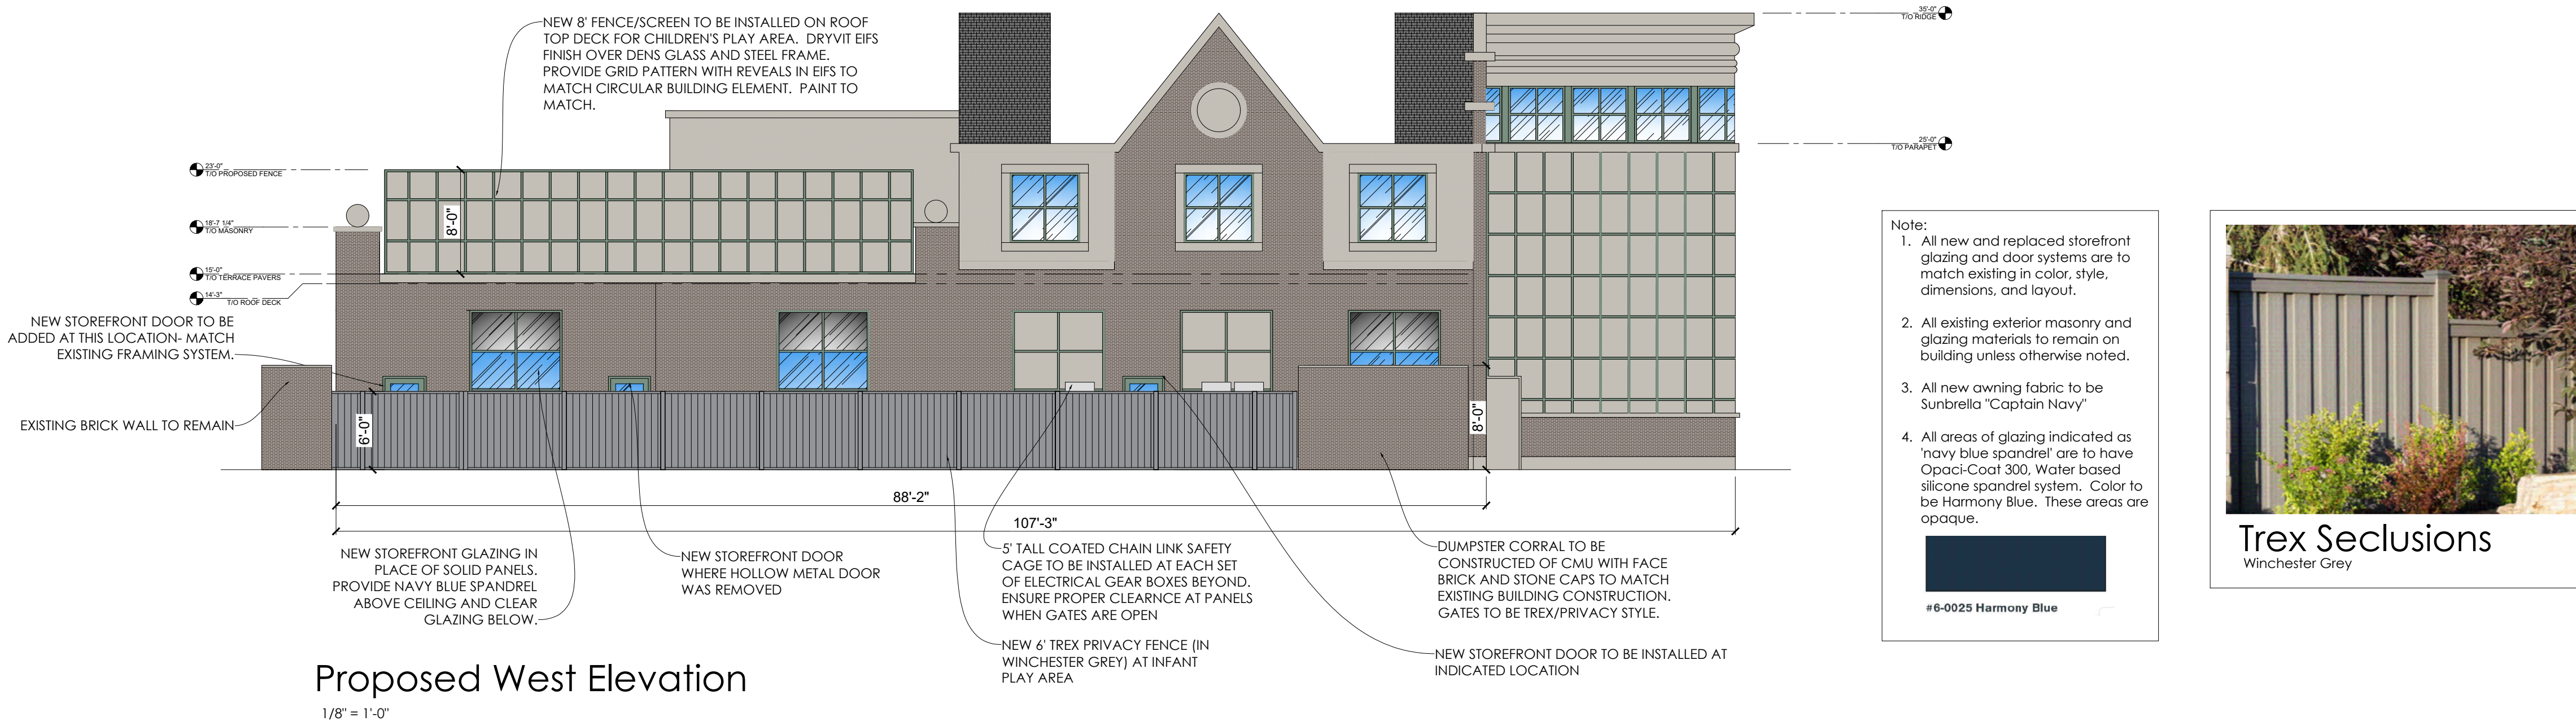 NEW 8' FENCE/SCREEN TO BE INSTALLED ON ROOF
TOP DECK FOR CHILDREN'S PLAY AREA. DRYVIT EIFS
FINISH OVER DENS GLASS AND STEEL FRAME.
PROVIDE GRID PATTERN WITH REVEALS IN EIFS TO
MATCH CIRCULAR BUILDING ELEMENT. PAINT TO
MATCH.
35'-0"
T/O RIDGE
25'-0"
T/O PARAPET
23'-0"
T/O PROPOSED FENCE
18'-7 1/4"
T/O MASONRY
15'-0"
T/O TERRACE PAVERS
14'-3"
T/O ROOF DECK
8'-0"
NEW STOREFRONT DOOR TO BE
ADDED AT THIS LOCATION- MATCH
EXISTING FRAMING SYSTEM.
EXISTING BRICK WALL TO REMAIN
6'-0"
8'-0"
88'-2"
107'-3"
NEW STOREFRONT GLAZING IN
PLACE OF SOLID PANELS.
PROVIDE NAVY BLUE SPANDREL
ABOVE CEILING AND CLEAR
GLAZING BELOW.
NEW STOREFRONT DOOR
WHERE HOLLOW METAL DOOR
WAS REMOVED
5' TALL COATED CHAIN LINK SAFETY
CAGE TO BE INSTALLED AT EACH SET
OF ELECTRICAL GEAR BOXES BEYOND.
ENSURE PROPER CLEARNCE AT PANELS
WHEN GATES ARE OPEN
NEW 6' TREX PRIVACY FENCE (IN
WINCHESTER GREY) AT INFANT
PLAY AREA
DUMPSTER CORRAL TO BE
CONSTRUCTED OF CMU WITH FACE
BRICK AND STONE CAPS TO MATCH
EXISTING BUILDING CONSTRUCTION.
GATES TO BE TREX/PRIVACY STYLE.
NEW STOREFRONT DOOR TO BE INSTALLED AT
INDICATED LOCATION
Proposed West Elevation
1/8" = 1'-0"
Note:
1. All new and replaced storefront
glazing and door systems are to
match existing in color, style,
dimensions, and layout.
2. All existing exterior masonry and
glazing materials to remain on
building unless otherwise noted.
3. All new awning fabric to be
Sunbrella "Captain Navy"
4. All areas of glazing indicated as
'navy blue spandrel' are to have
Opaci-Coat 300, Water based
silicone spandrel system. Color to
be Harmony Blue. These areas are
opaque.
#6-0025 Harmony Blue
Trex Seclusions
Winchester Grey